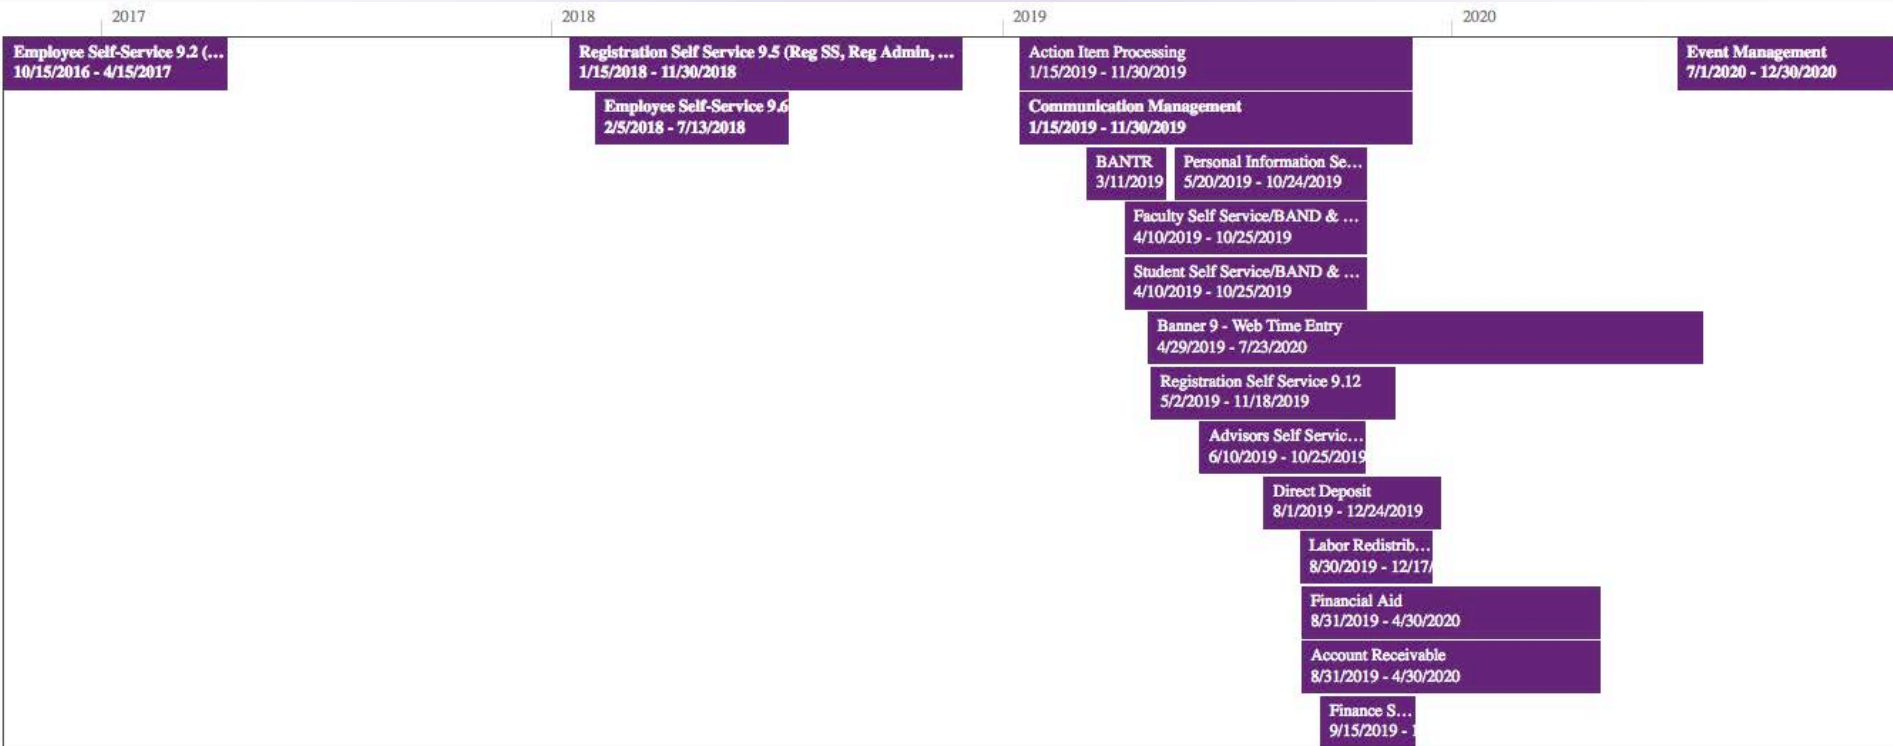 2017
2018
2019
2020
Employee Self-Service 9.2 (...
10/15/2016 - 4/15/2017
Registration Self Service 9.5 (Reg SS, Reg Admin, ...
1/15/2018 - 11/30/2018
Action Item Processing
1/15/2019 - 11/30/2019
Event Management
7/1/2020 - 12/30/2020
Employee Self-Service 9.6
2/5/2018 - 7/13/2018
Communication Management
1/15/2019 - 11/30/2019
BANTR
3/11/2019
Personal Information Se...
5/20/2019 - 10/24/2019
Faculty Self Service/BAND & ...
4/10/2019 - 10/25/2019
Student Self Service/BAND & ...
4/10/2019 - 10/25/2019
Banner 9 - Web Time Entry
4/29/2019 - 7/23/2020
Registration Self Service 9.12
5/2/2019 - 11/18/2019
Advisors Self Servic...
6/10/2019 - 10/25/2019
Direct Deposit
8/1/2019 - 12/24/2019
Labor Redistrib...
8/30/2019 - 12/17/
Financial Aid
8/31/2019 - 4/30/2020
Account Receivable
8/31/2019 - 4/30/2020
Finance S...
9/15/2019 - 1